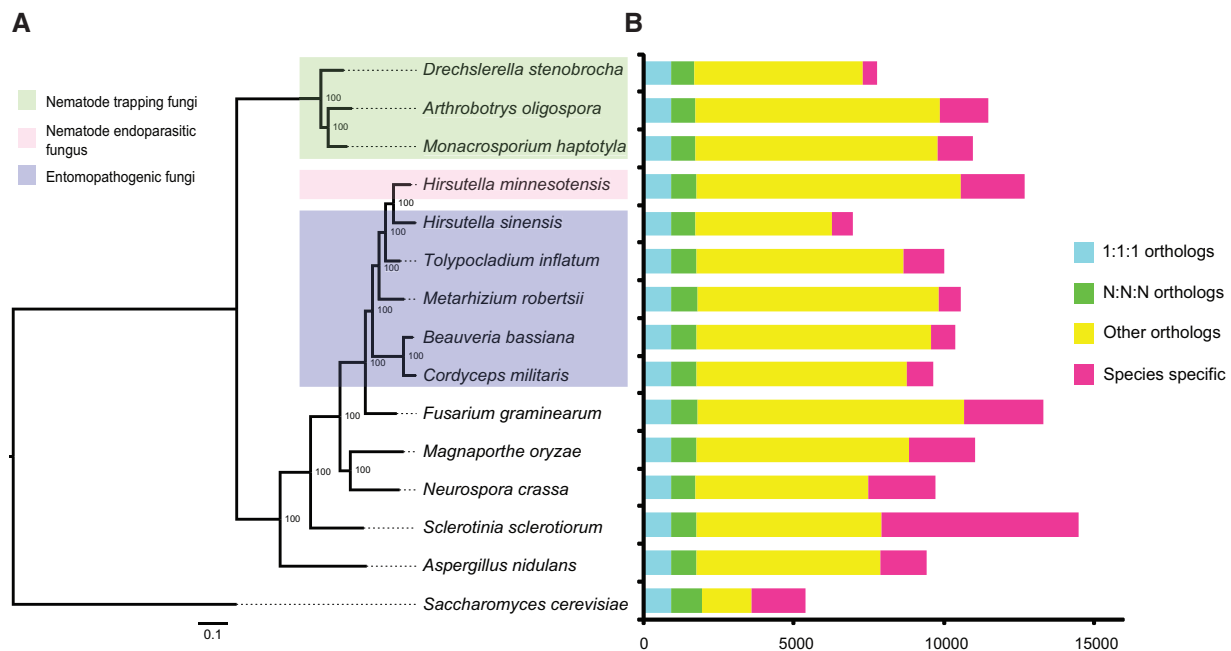 A
B
Nematode trapping fungi
Nematode endoparasitic
fungus
Entomopathogenic fungi
Drechslerella stenobrocha
Arthrobotrys oligospora
Monacrosporium haptotyla
Hirsutella minnesotensis
Hirsutella sinensis
Tolypocladium inflatum
Metarhizium robertsii
Beauveria bassiana
Cordyceps militaris
Fusarium graminearum
Magnaporthe oryzae
Neurospora crassa
Sclerotinia sclerotiorum
Aspergillus nidulans
Saccharomyces cerevisiae
100
100
100
100
100
100
100
100
100
100
100
100
0.1
1:1:1 orthologs
N:N:N orthologs
Other orthologs
Species specific
0
5000
10000
15000